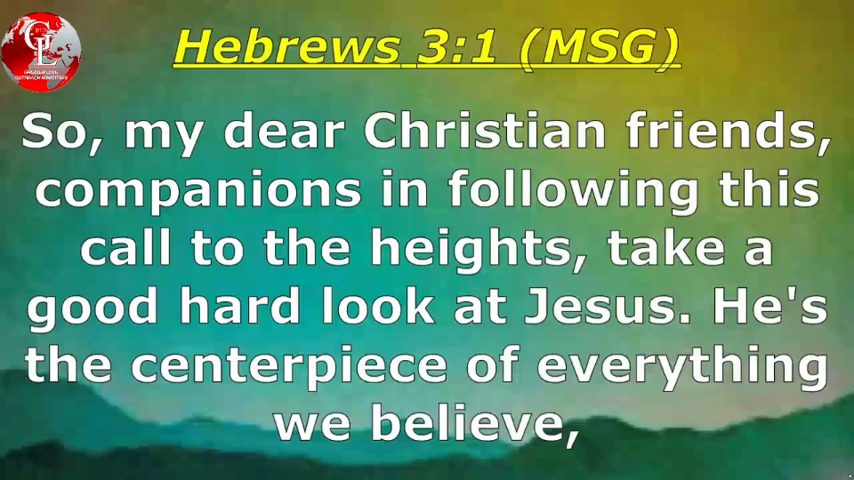 Hebrews 3:1 (MSG)
So, my dear Christian friends,
companions in following this
call to the heights, take a
good hard look at Jesus. He's
the centerpiece of everything
we believe,